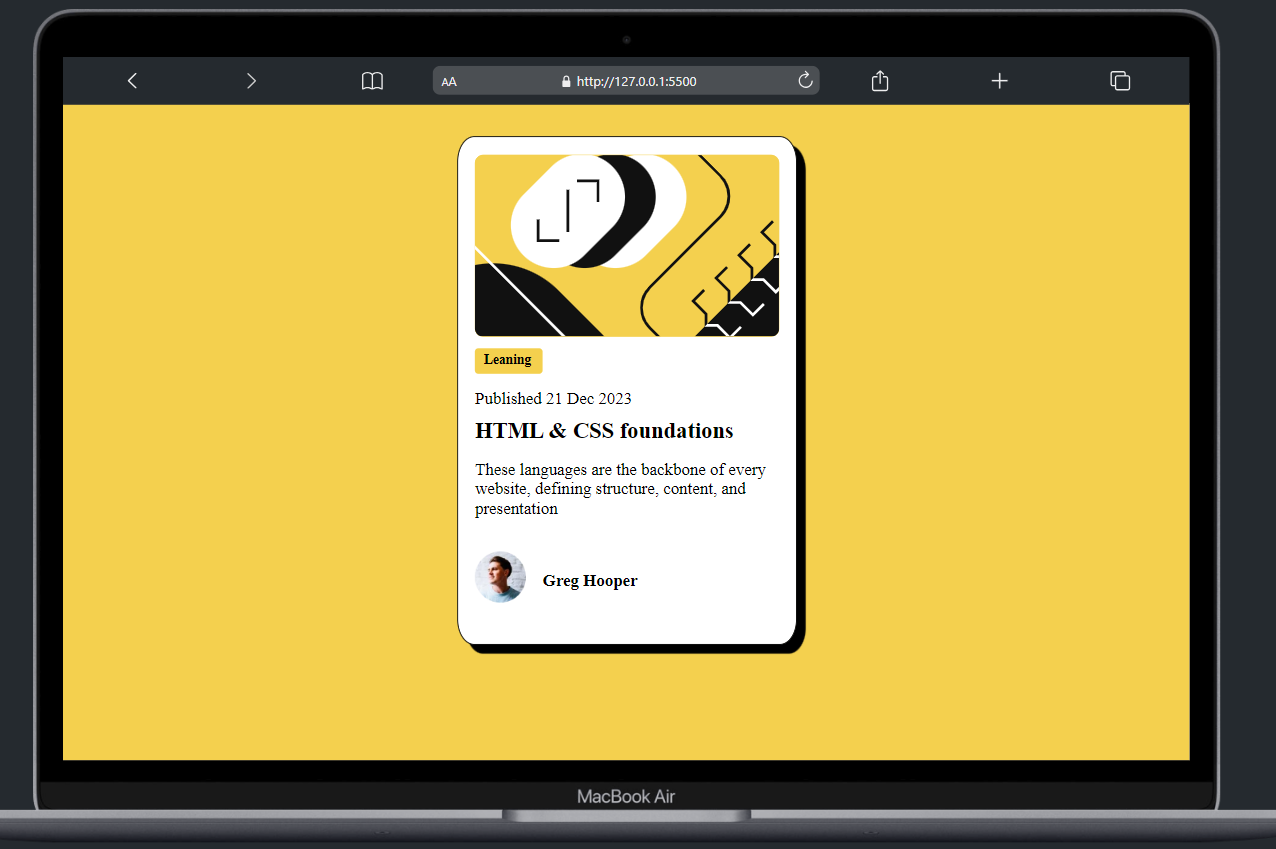 AA
http://127.0.0.1:5500
Leaning
Published 21 Dec 2023
HTML & CSS foundations
These languages are the backbone of every
website, defining structure, content, and
presentation
Greg Hooper
MacBook Air